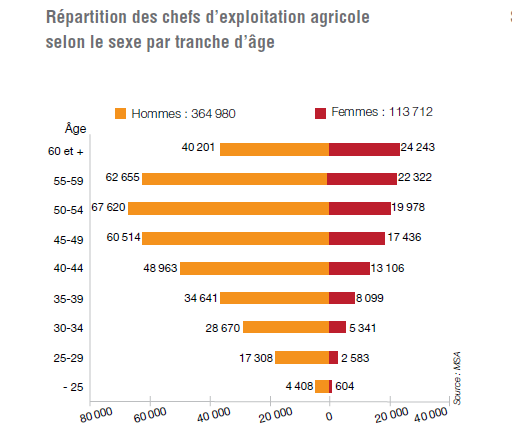 Répartition des chefs d'exploitation agricole
selon le sexe par tranche d'âge
Hommes : 364 980
Femmes : 113 712
Âge
60 et + 40 201 24 243
55-59 62 655 22 322
50-54 67 620 19 978
45-49 60 514 17 436
40-44 48 963 13 106
35-39 34 641 8 099
30-34 28 670 5 341
25-29 17 308 2 583
- 25 4 408 604
80 000 60 000 40 000 20 000 0 20 000 40 000
Source : MSA